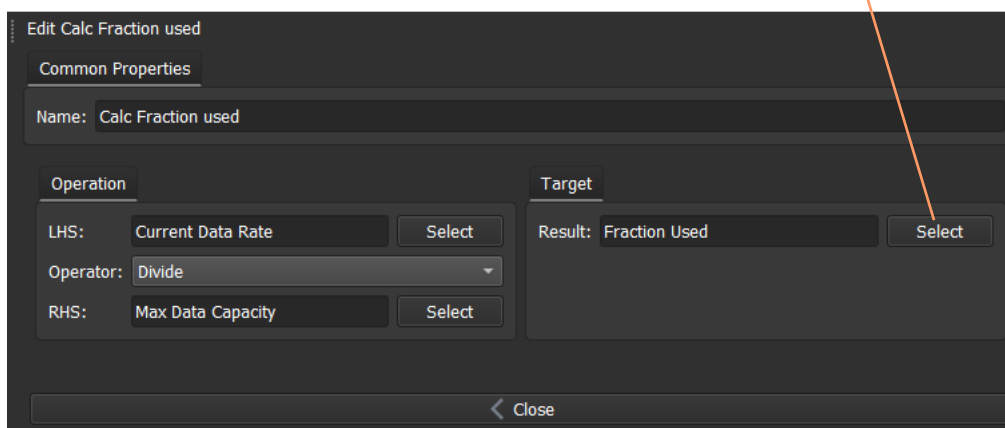 Edit Calc Fraction used
Common Properties
Name: Calc Fraction used
Operation
LHS: Current Data Rate Select
Operator: Divide
RHS: Max Data Capacity Select
Target
Result: Fraction Used Select
Close